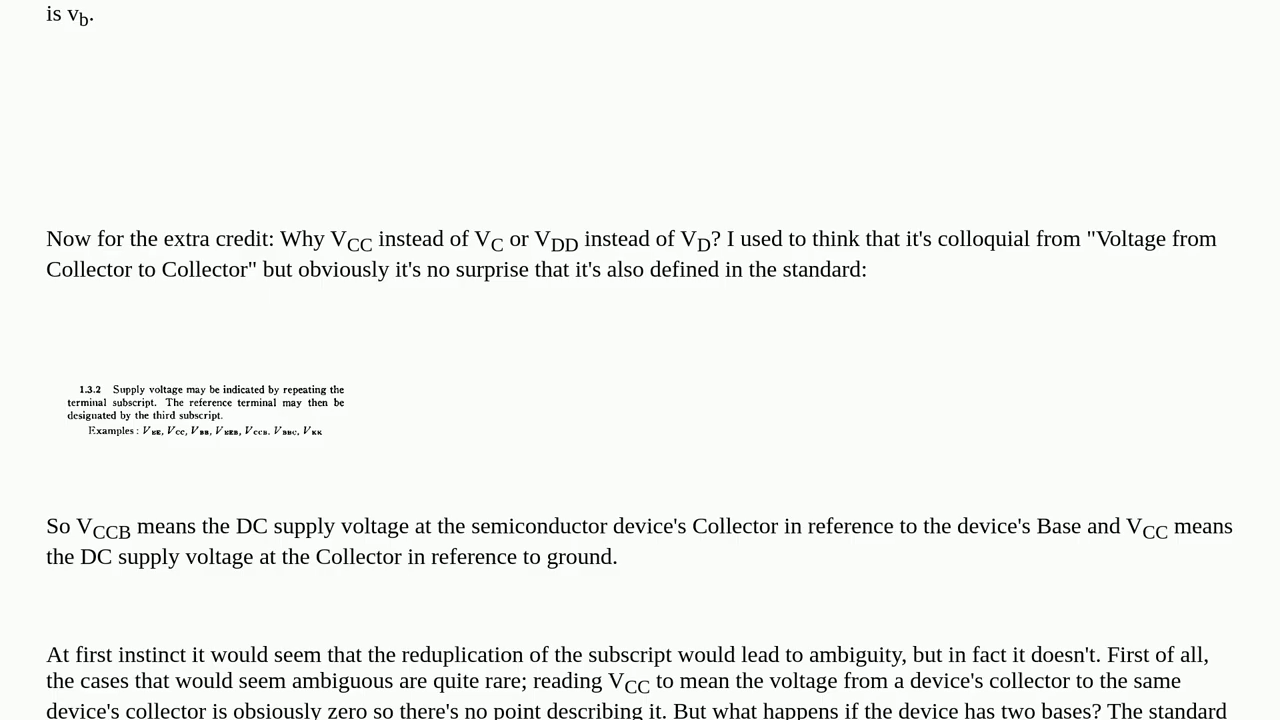 is vb.
Now for the extra credit: Why VCC instead of VC or VDD instead of VD? I used to think that it's colloquial from "Voltage from
Collector to Collector" but obviously it's no surprise that it's also defined in the standard:
1.3.2 Supply voltage may be indicated by repeating the
terminal subscript. The reference terminal may then be
designated by the third subscript.
Examples : VEE, VCC, VBB, VEEB, VCCB, VBBC, VKK
So VCCB means the DC supply voltage at the semiconductor device's Collector in reference to the device's Base and VCC means
the DC supply voltage at the Collector in reference to ground.
At first instinct it would seem that the reduplication of the subscript would lead to ambiguity, but in fact it doesn't. First of all,
the cases that would seem ambiguous are quite rare; reading VCC to mean the voltage from a device's collector to the same
device's collector is obsiously zero so there's no point describing it. But what happens if the device has two bases? The standard